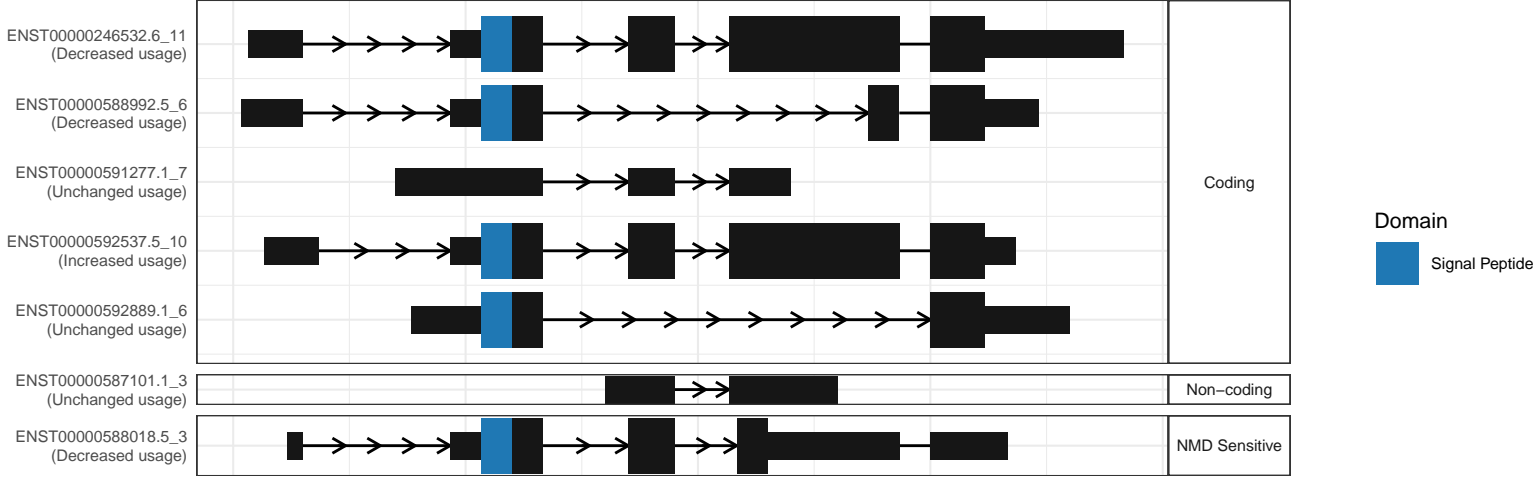 ENST00000246532.6_11
(Decreased usage)
ENST00000588992.5_6
(Decreased usage)
ENST00000591277.1_7
(Unchanged usage)
ENST00000592537.5_10
(Increased usage)
ENST00000592889.1_6
(Unchanged usage)
Coding
ENST00000587101.1_3
(Unchanged usage)
Non−coding
ENST00000588018.5_3
(Decreased usage)
NMD Sensitive
Domain
Signal Peptide